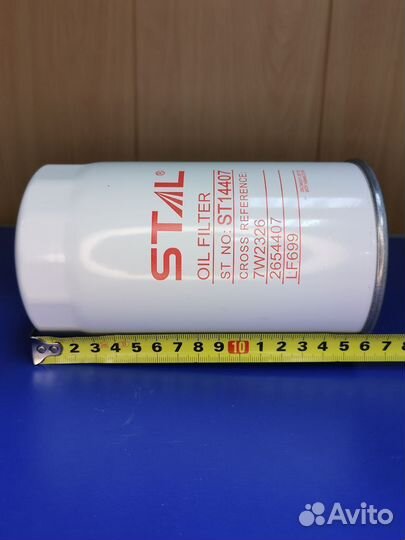 STAL®
OIL FILTER
ST NO: ST14407
CROSS REFERENCE:
7W2326
2654407
LF699
2 3 4 5 6 7 8 9 10 1 2 3 4 5 6 7 8
Avito